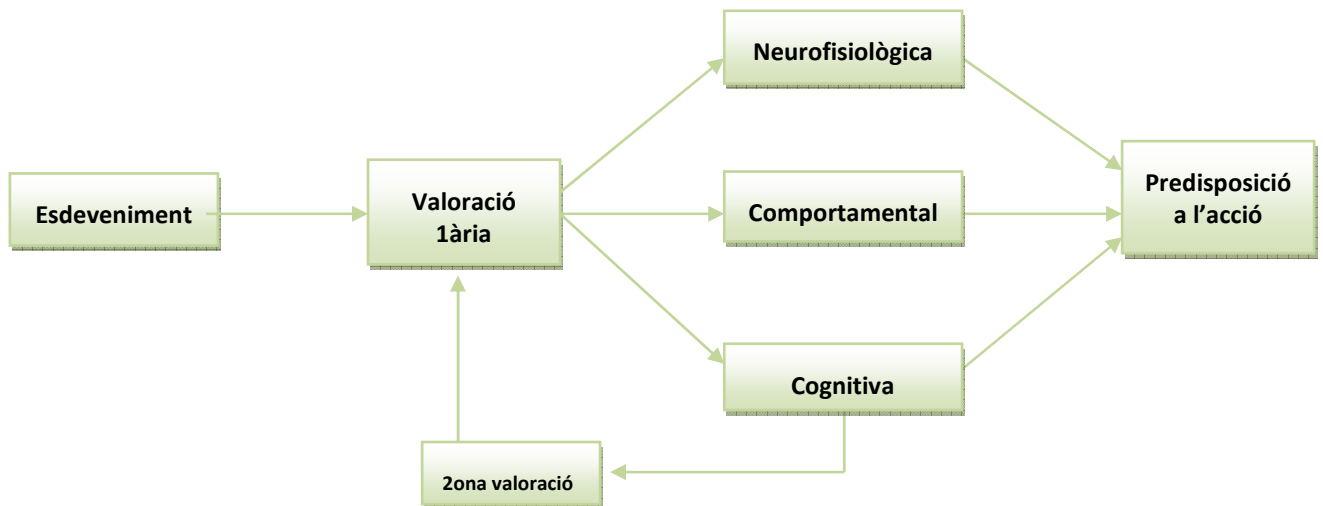 Neurofisiològica
Esdeveniment
Valoració
1ària
Comportamental
Predisposició
a l’acció
Cognitiva
2ona valoració